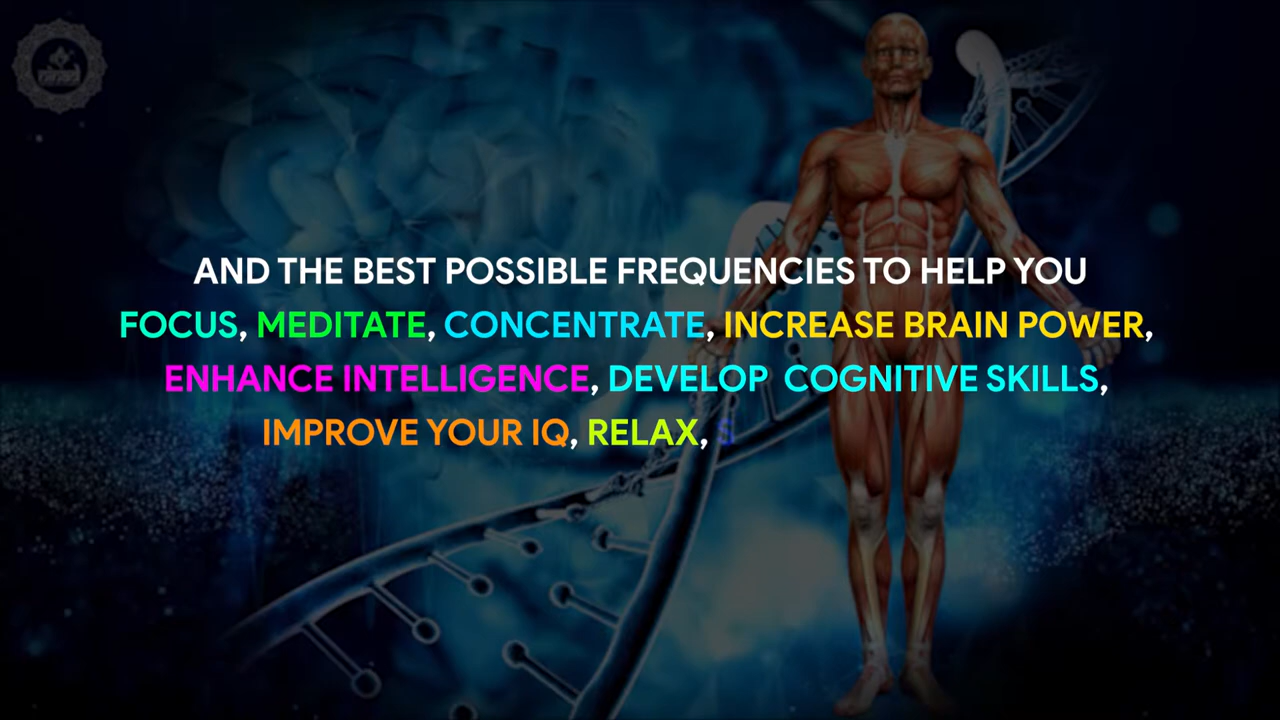 AND THE BEST POSSIBLE FREQUENCIES TO HELP YOU
FOCUS, MEDITATE, CONCENTRATE, INCREASE BRAIN POWER,
ENHANCE INTELLIGENCE, DEVELOP COGNITIVE SKILLS,
IMPROVE YOUR IQ, RELAX, S